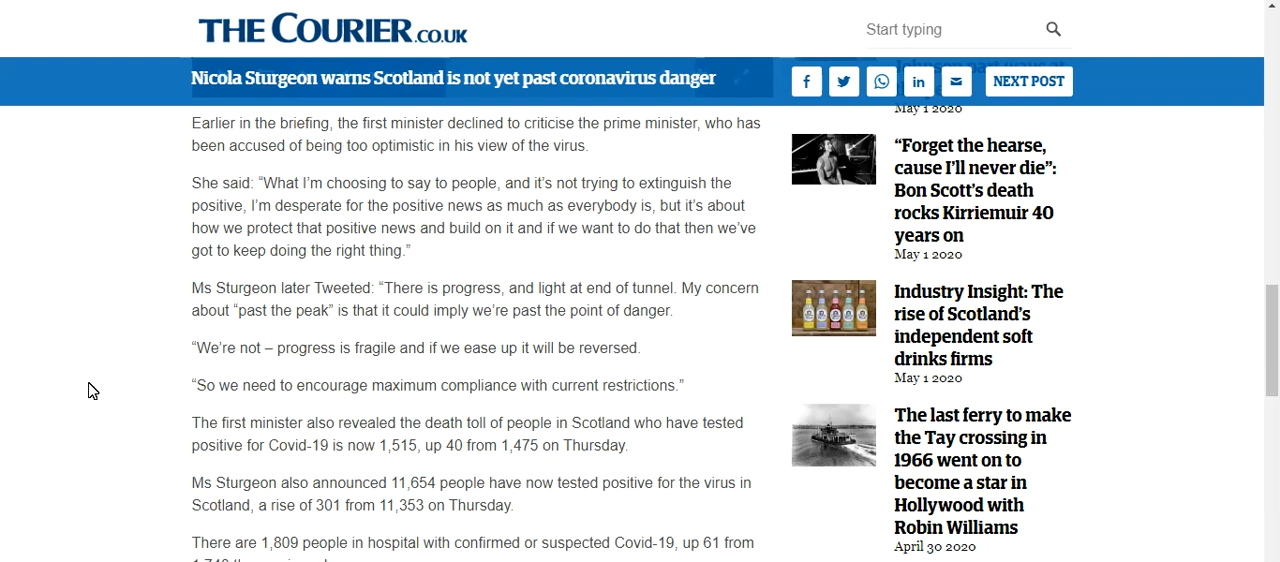 THE COURIER.CO.UK
Start typing
Nicola Sturgeon warns Scotland is not yet past coronavirus danger
NEXT POST
Earlier in the briefing, the first minister declined to criticise the prime minister, who has
been accused of being too optimistic in his view of the virus.
She said: “What I’m choosing to say to people, and it’s not trying to extinguish the
positive, I’m desperate for the positive news as much as everybody is, but it’s about
how we protect that positive news and build on it and if we want to do that then we’ve
got to keep doing the right thing.”
Ms Sturgeon later Tweeted: “There is progress, and light at end of tunnel. My concern
about “past the peak” is that it could imply we’re past the point of danger.
“We’re not – progress is fragile and if we ease up it will be reversed.
“So we need to encourage maximum compliance with current restrictions.”
The first minister also revealed the death toll of people in Scotland who have tested
positive for Covid-19 is now 1,515, up 40 from 1,475 on Thursday.
Ms Sturgeon also announced 11,654 people have now tested positive for the virus in
Scotland, a rise of 301 from 11,353 on Thursday.
There are 1,809 people in hospital with confirmed or suspected Covid-19, up 61 from
May 1 2020
“Forget the hearse,
cause I’ll never die”:
Bon Scott’s death
rocks Kirriemuir 40
years on
May 1 2020
Industry Insight: The
rise of Scotland’s
independent soft
drinks firms
May 1 2020
The last ferry to make
the Tay crossing in
1966 went on to
become a star in
Hollywood with
Robin Williams
April 30 2020